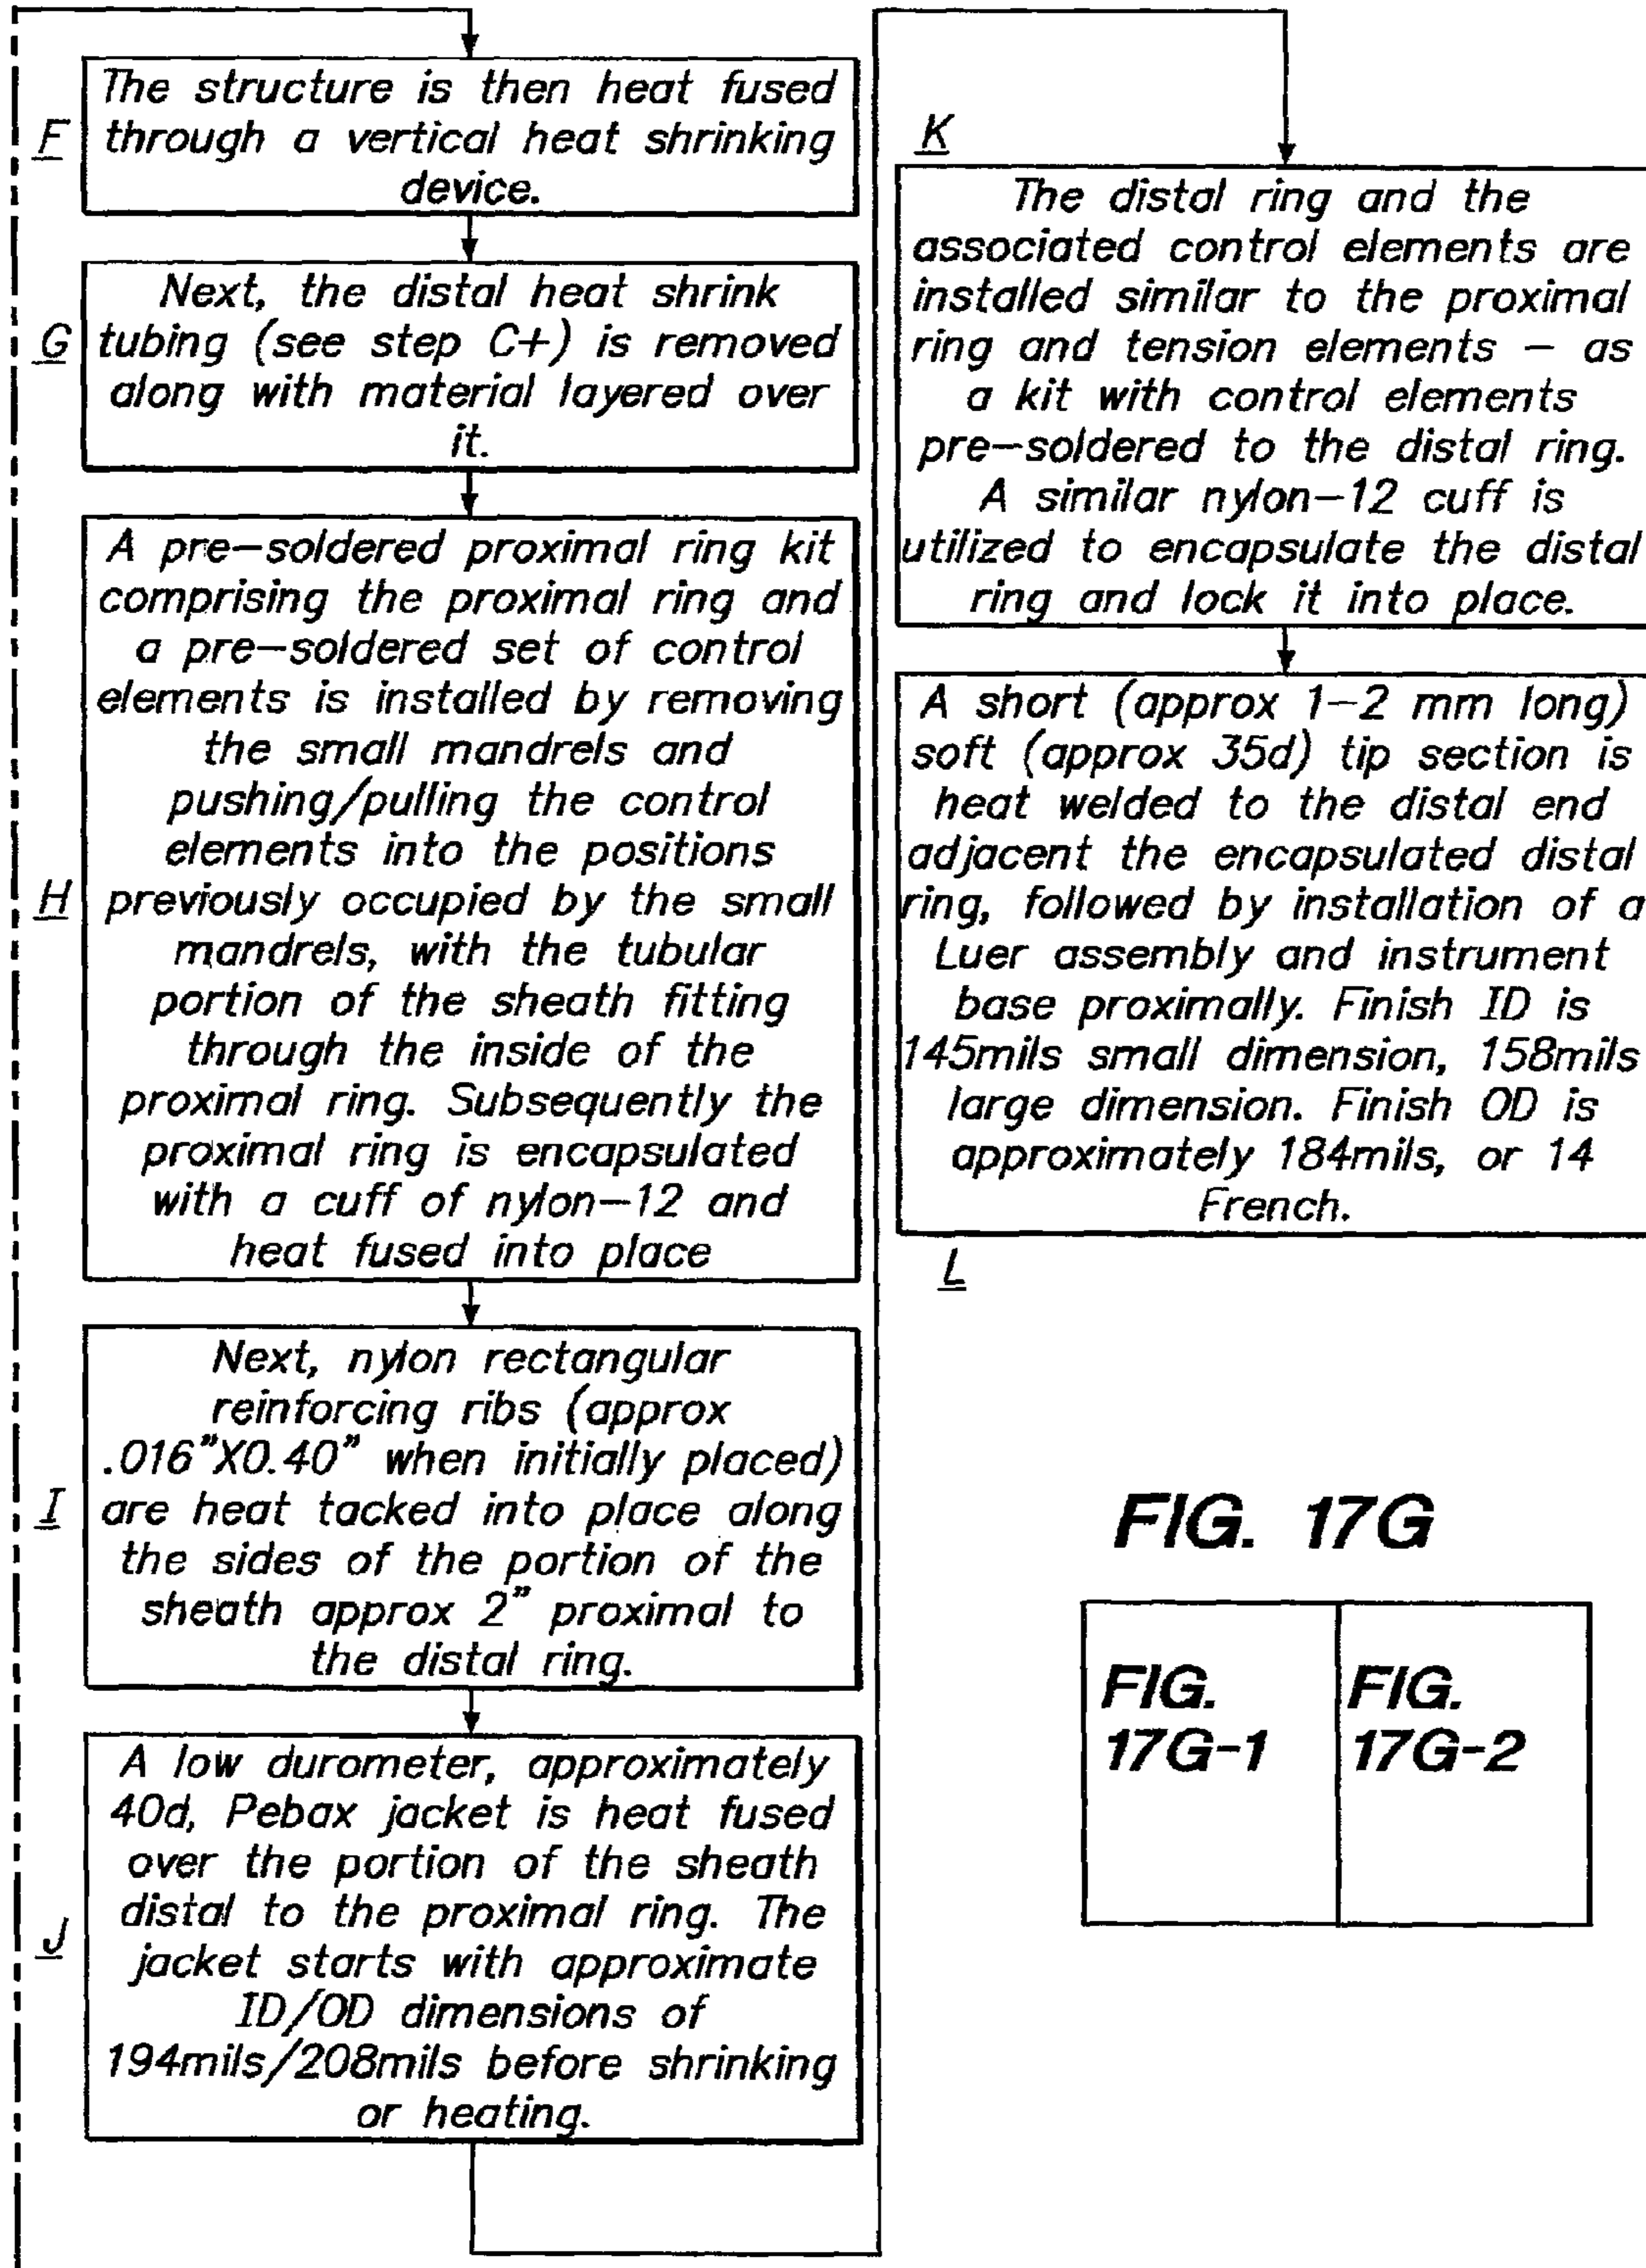 F
The structure is then heat fused
through a vertical heat shrinking
device.
G
Next, the distal heat shrink
tubing (see step C+) is removed
along with material layered over
it.
H
A pre-soldered proximal ring kit
comprising the proximal ring and
a pre-soldered set of control
elements is installed by removing
the small mandrels and
pushing/pulling the control
elements into the positions
previously occupied by the small
mandrels, with the tubular
portion of the sheath fitting
through the inside of the
proximal ring. Subsequently the
proximal ring is encapsulated
with a cuff of nylon-12 and
heat fused into place
I
Next, nylon rectangular
reinforcing ribs (approx
.016"X0.40" when initially placed)
are heat tacked into place along
the sides of the portion of the
sheath approx 2" proximal to
the distal ring.
J
A low durometer, approximately
40d, Pebax jacket is heat fused
over the portion of the sheath
distal to the proximal ring. The
jacket starts with approximate
ID/OD dimensions of
194mils/208mils before shrinking
or heating.
K
The distal ring and the
associated control elements are
installed similar to the proximal
ring and tension elements – as
a kit with control elements
pre-soldered to the distal ring.
A similar nylon-12 cuff is
utilized to encapsulate the distal
ring and lock it into place.
A short (approx 1-2 mm long)
soft (approx 35d) tip section is
heat welded to the distal end
adjacent the encapsulated distal
ring, followed by installation of a
Luer assembly and instrument
base proximally. Finish ID is
145mils small dimension, 158mils
large dimension. Finish OD is
approximately 184mils, or 14
French.
L
FIG. 17G
FIG.
17G-1
FIG.
17G-2